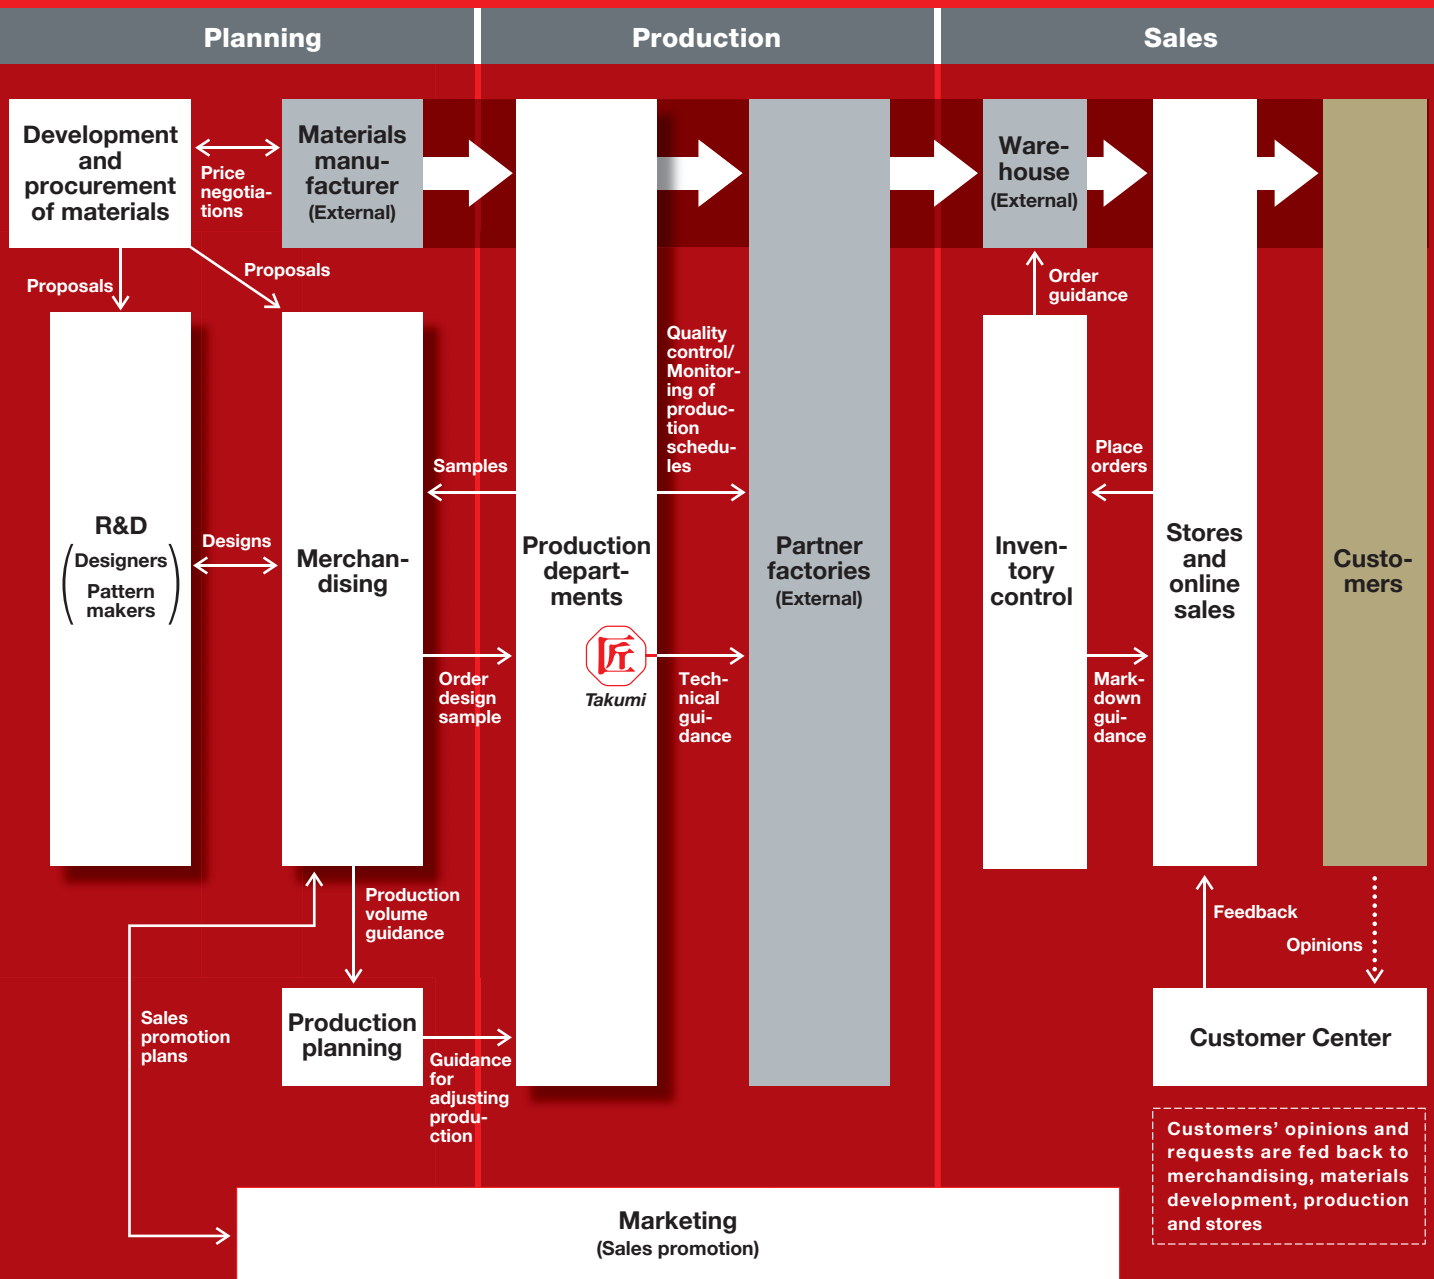 Planning
Production
Sales
Development
and
procurement
of materials
Price
negotia-
tions
Materials
manu-
facturer
(External)
Ware-
house
(External)
Proposals
Proposals
Order
guidance
R&D
(Designers
Pattern
makers)
Designs
Merchan-
dising
Samples
Order
design
sample
Production
depart-
ments
匠
Takumi
Quality
control/
Monitor-
ing of
produc-
tion
schedu-
les
Tech-
nical
gui-
dance
Partner
factories
(External)
Inven-
tory
control
Place
orders
Mark-
down
gui-
dance
Stores
and
online
sales
Custo-
mers
Production
volume
guidance
Feedback
Opinions
Sales
promotion
plans
Production
planning
Guidance
for
adjusting
produ-
ction
Customer Center
Customers’ opinions and
requests are fed back to
merchandising, materials
development, production
and stores
Marketing
(Sales promotion)